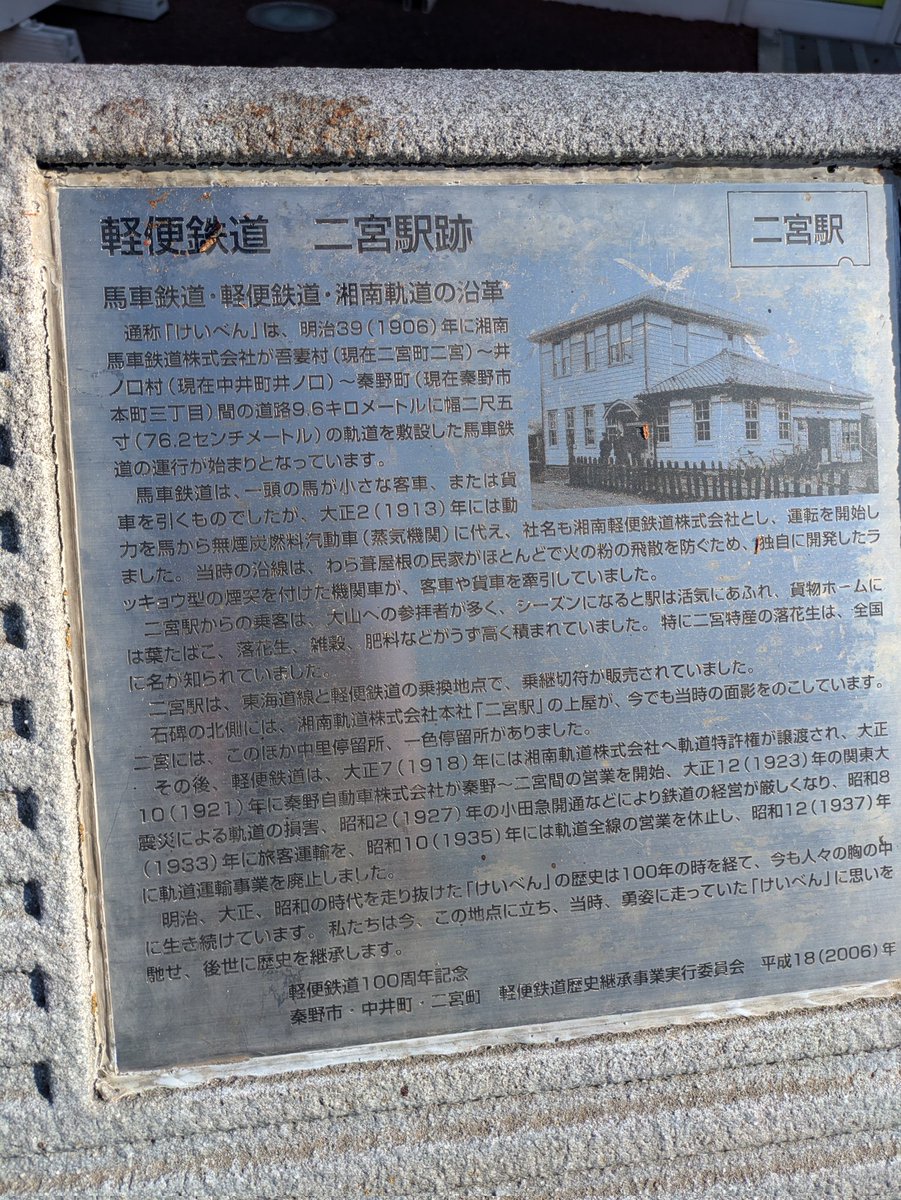 軽便鉄道　二宮駅跡
二宮駅
馬車鉄道・軽便鉄道・湘南軌道の沿革
通称「けいべん」は、明治39(1906)年に湘南
馬車鉄道株式会社が吾妻村(現在二宮町二宮)～井
ノ口村(現在中井町井ノ口)～秦野町(現在秦野市
本町三丁目)間の道路9.6キロメートルに幅二尺五
寸(76.2センチメートル)の軌道を敷設した馬車鉄
道の運行が始まりとなっています。
馬車鉄道は、一頭の馬が小さな客車、または貨
車を引くものでしたが、大正2(1913)年には動
力を馬から無煙炭燃料汽動車(蒸気機関)に代え、社名も湘南軽便鉄道株式会社とし、運転を開始し
ました。当時の沿線は、わら葺屋根の民家がほとんどで火の粉の飛散を防ぐため、独自に開発したラ
ッキョウ型の煙突を付けた機関車が、客車や貨車を牽引していました。
二宮駅からの乗客は、大山への参拝者が多く、シーズンになると駅は活気にあふれ、貨物ホームに
は葉たばこ、落花生、雑穀、肥料などがうず高く積まれていました。特に二宮特産の落花生は、全国
に名が知られていました。
二宮駅は、東海道線と軽便鉄道の乗換地点で、乗継切符が販売されていました。
石碑の北側には、湘南軌道株式会社本社「二宮駅」の上屋が、今でも当時の面影をのこしています。
二宮には、このほか中里停留所、一色停留所がありました。
その後、軽便鉄道は、大正7(1918)年には湘南軌道株式会社へ軌道特許権が譲渡され、大正
10(1921)年に秦野自動車株式会社が秦野～二宮間の営業を開始、大正12(1923)年の関東大
震災による軌道の損害、昭和2(1927)年の小田急開通などにより鉄道の経営が厳しくなり、昭和8
(1933)年に旅客運輸を、昭和10(1935)年には軌道全線の営業を休止し、昭和12(1937)年
に軌道運輸事業を廃止しました。
明治、大正、昭和の時代を走り抜けた「けいべん」の歴史は100年の時を経て、今も人々の胸の中
に生き続けています。私たちは今、この地点に立ち、当時、勇姿に走っていた「けいべん」に思いを
馳せ、後世に歴史を継承します。
軽便鉄道100周年記念
秦野市・中井町・二宮町　軽便鉄道歴史継承事業実行委員会　平成18(2006)年